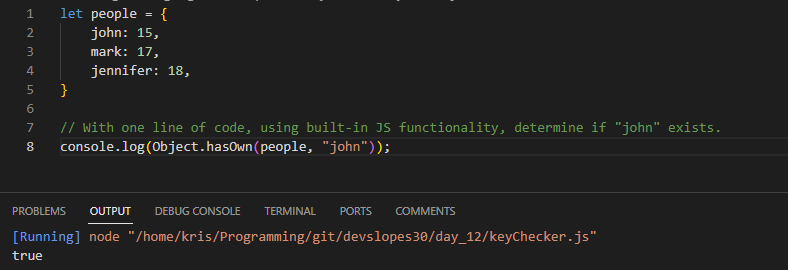 1 let people = {
2     john: 15,
3     mark: 17,
4     jennifer: 18,
5 }
6
7 // With one line of code, using built-in JS functionality, determine if "john" exists.
8 console.log(Object.hasOwn(people, "john"));
PROBLEMS OUTPUT DEBUG CONSOLE TERMINAL PORTS COMMENTS
[Running] node "/home/kris/Programming/git/devslopes30/day_12/keyChecker.js"
true